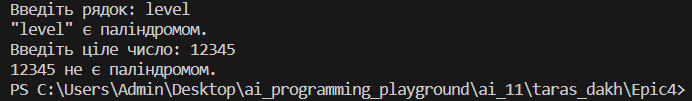 Введіть рядок: level
"level" є паліндромом.
Введіть ціле число: 12345
12345 не є паліндромом.
PS C:\Users\Admin\Desktop\ai_programming_playground\ai_11\taras_dakh\Epic4>